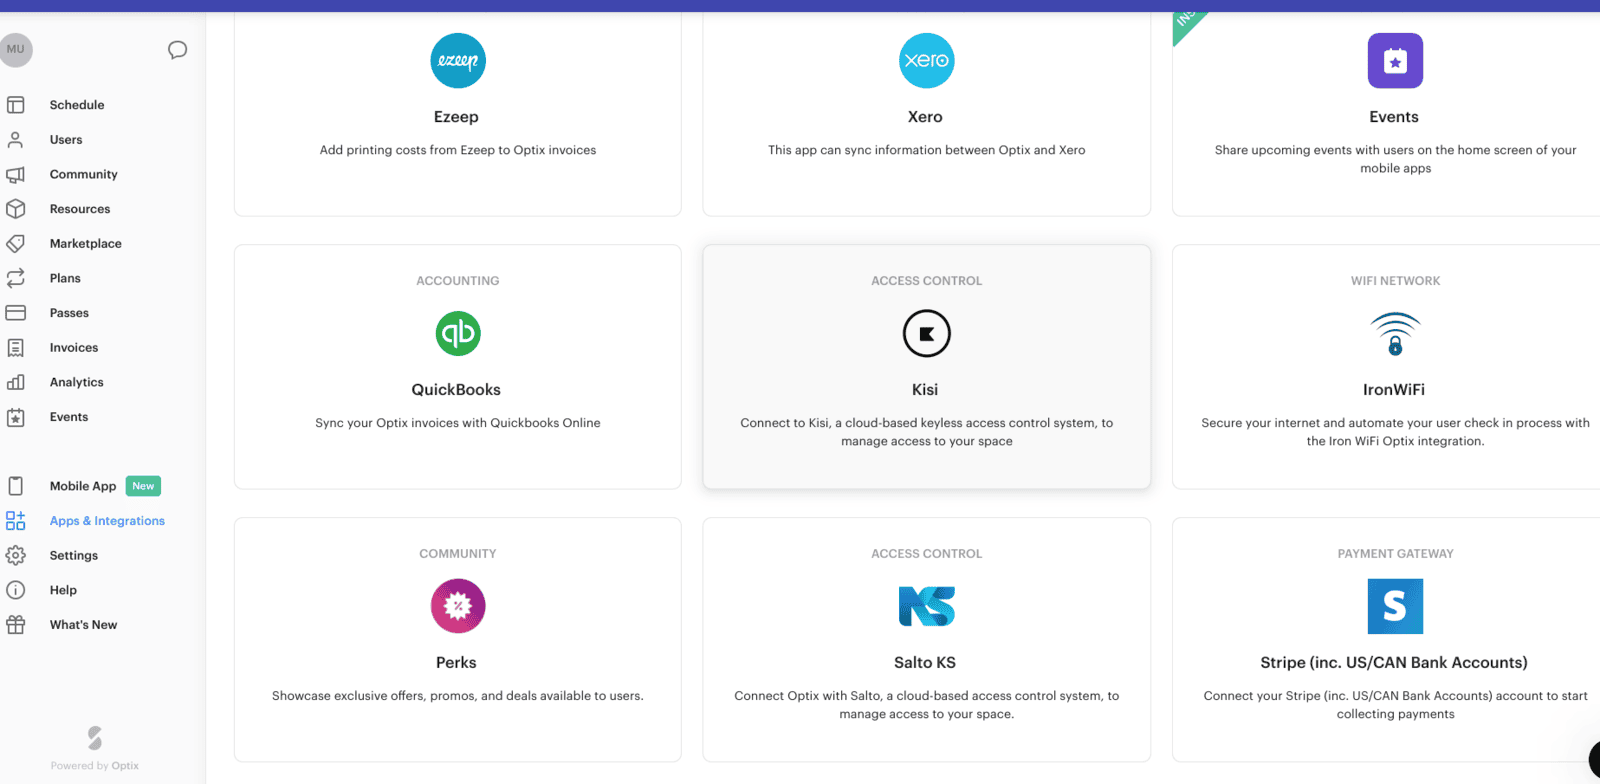 MU
Schedule
Users
Community
Resources
Marketplace
Plans
Passes
Invoices
Analytics
Events
Mobile App New
Apps & Integrations
Settings
Help
What's New
Powered by Optix
ezeep
Ezeep
Add printing costs from Ezeep to Optix invoices
xero
Xero
This app can sync information between Optix and Xero
Events
Share upcoming events with users on the home screen of your
mobile apps
ACCOUNTING
qb
QuickBooks
Sync your Optix invoices with Quickbooks Online
ACCESS CONTROL
Kisi
Connect to Kisi, a cloud-based keyless access control system, to
manage access to your space
WIFI NETWORK
IronWiFi
Secure your internet and automate your user check in process with
the Iron WiFi Optix integration.
COMMUNITY
%
Perks
Showcase exclusive offers, promos, and deals available to users.
ACCESS CONTROL
KS
Salto KS
Connect Optix with Salto, a cloud-based access control system, to
manage access to your space.
PAYMENT GATEWAY
S
Stripe (inc. US/CAN Bank Accounts)
Connect your Stripe (inc. US/CAN Bank Accounts) account to start
collecting payments